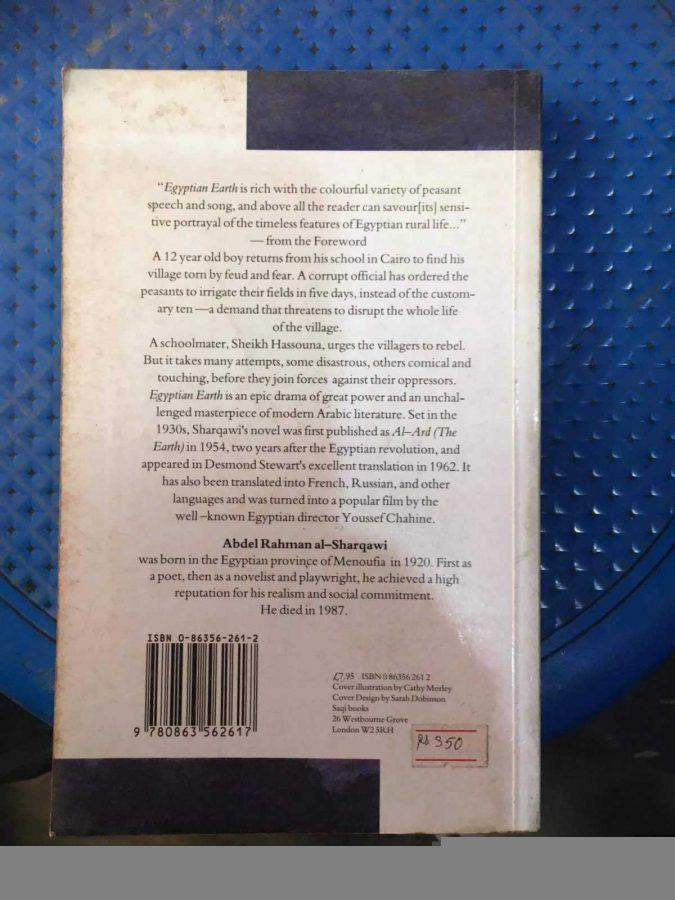 “Egyptian Earth is rich with the colourful variety of peasant
speech and song, and above all the reader can savour[its] sensi-
tive portrayal of the timeless features of Egyptian rural life...”
— from the Foreword
A 12 year old boy returns from his school in Cairo to find his
village torn by feud and fear. A corrupt official has ordered the
peasants to irrigate their fields in five days, instead of the custom-
ary ten —a demand that threatens to disrupt the whole life
of the village.
A schoolmater, Sheikh Hassouna, urges the villagers to rebel.
But it takes many attempts, some disastrous, others comical and
touching, before they join forces against their oppressors.
Egyptian Earth is an epic drama of great power and an unchal-
lenged masterpiece of modern Arabic literature. Set in the
1930s, Sharqawi's novel was first published as Al–Ard (The
Earth) in 1954, two years after the Egyptian revolution, and
appeared in Desmond Stewart's excellent translation in 1962. It
has also been translated into French, Russian, and other
languages and was turned into a popular film by the
well –known Egyptian director Youssef Chahine.
Abdel Rahman al–Sharqawi
was born in the Egyptian province of Menoufia in 1920. First as
a poet, then as a novelist and playwright, he achieved a high
reputation for his realism and social commitment.
He died in 1987.
ISBN 0-86356-261-2
9 780863 562617
£7.95 ISBN 0 86356 261 2
Cover illustration by Cathy Morley
Cover Design by Sarah Dobinson
Saqi books
26 Westbourne Grove
London W2 5RH
Rs 350